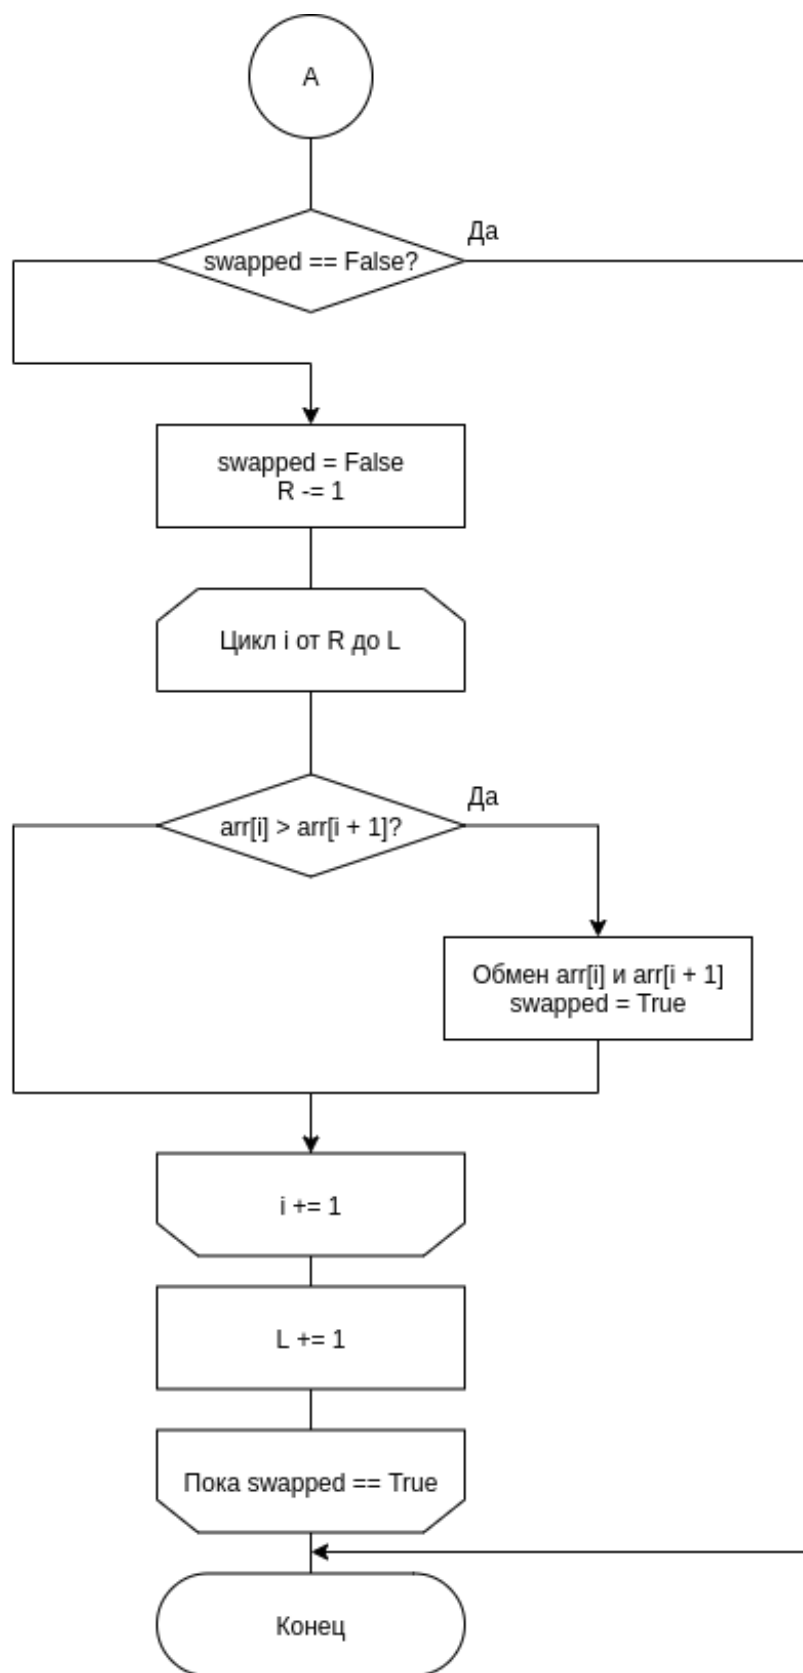 A
Да
swapped == False?
swapped = False
R -= 1
Цикл i от R до L
Да
arr[i] > arr[i + 1]?
Обмен arr[i] и arr[i + 1]
swapped = True
i += 1
L += 1
Пока swapped == True
Конец